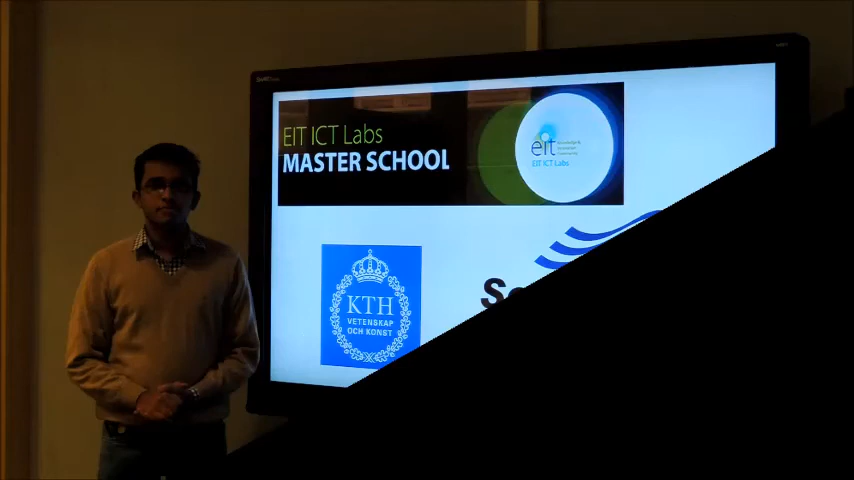 EIT ICT Labs
MASTER SCHOOL
eit
EIT ICT Labs
KTH
VETENSKAP
OCH KONST